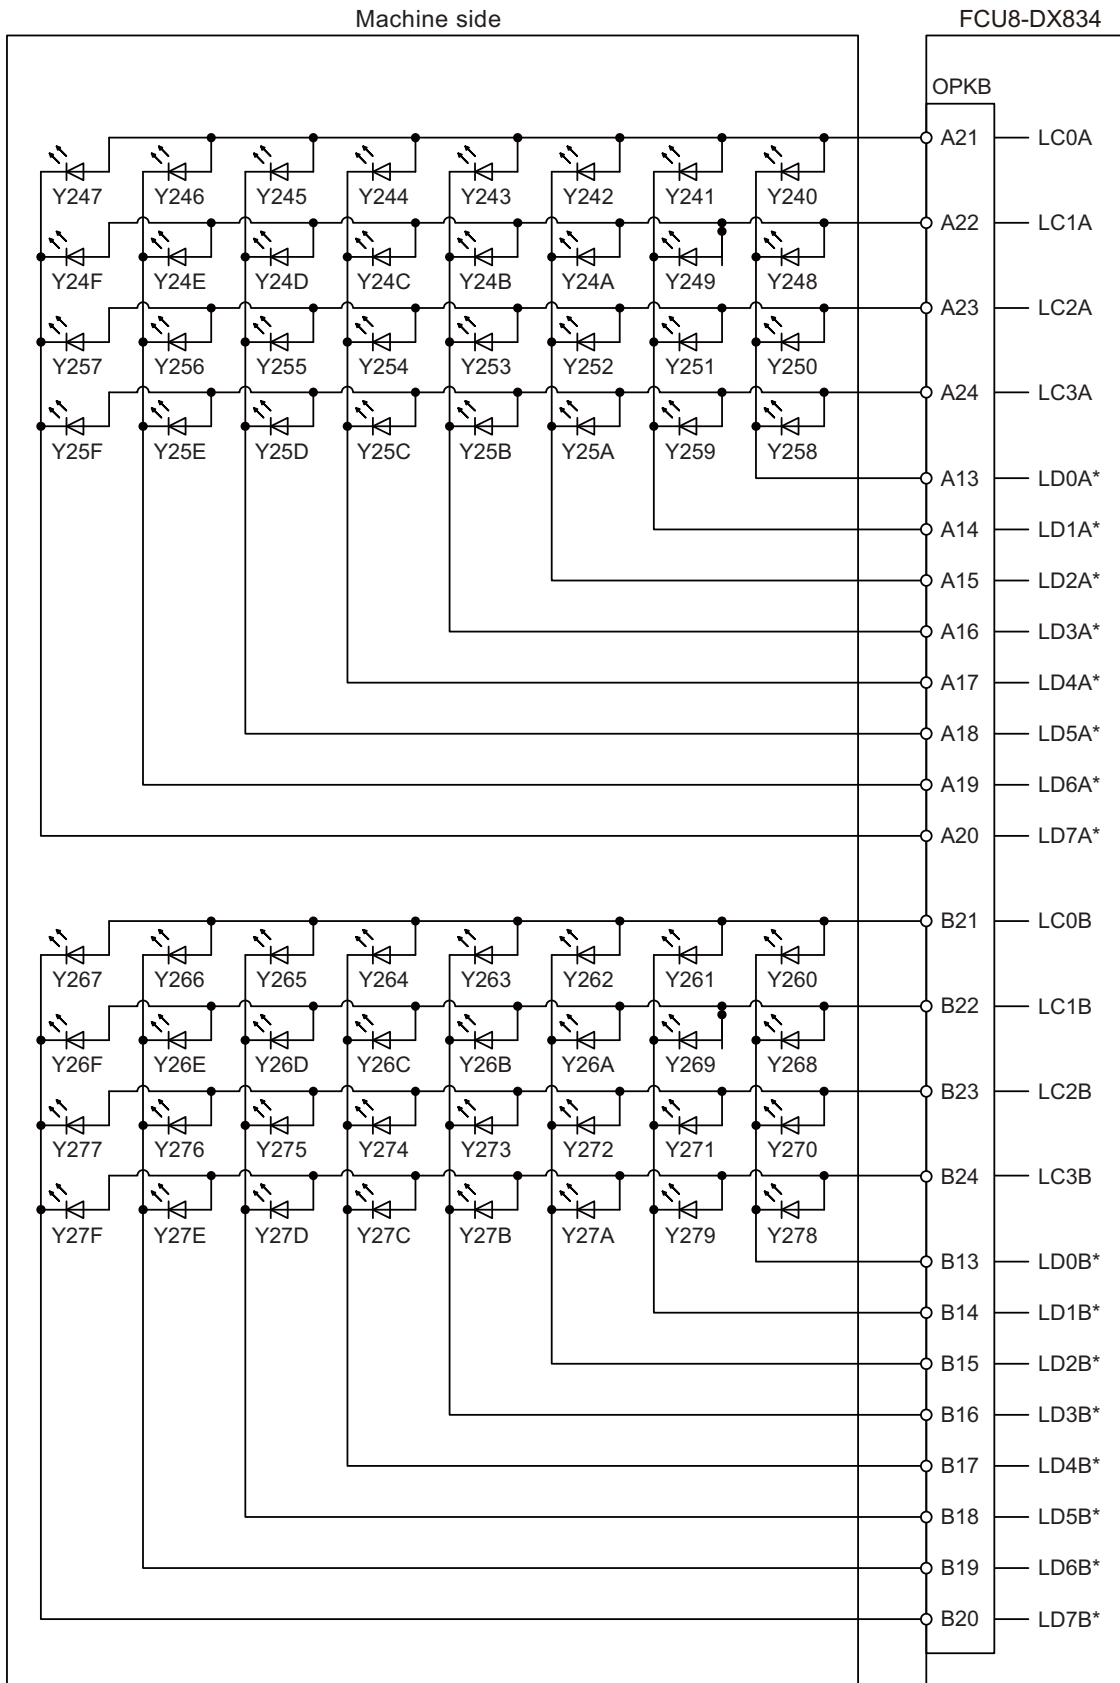 Machine side FCU8-DX834
OPKB
A21 LC0A
Y247 Y246 Y245 Y244 Y243 Y242 Y241 Y240
A22 LC1A
Y24F Y24E Y24D Y24C Y24B Y24A Y249 Y248
A23 LC2A
Y257 Y256 Y255 Y254 Y253 Y252 Y251 Y250
A24 LC3A
Y25F Y25E Y25D Y25C Y25B Y25A Y259 Y258
A13 LD0A*
A14 LD1A*
A15 LD2A*
A16 LD3A*
A17 LD4A*
A18 LD5A*
A19 LD6A*
A20 LD7A*
B21 LC0B
Y267 Y266 Y265 Y264 Y263 Y262 Y261 Y260
B22 LC1B
Y26F Y26E Y26D Y26C Y26B Y26A Y269 Y268
B23 LC2B
Y277 Y276 Y275 Y274 Y273 Y272 Y271 Y270
B24 LC3B
Y27F Y27E Y27D Y27C Y27B Y27A Y279 Y278
B13 LD0B*
B14 LD1B*
B15 LD2B*
B16 LD3B*
B17 LD4B*
B18 LD5B*
B19 LD6B*
B20 LD7B*